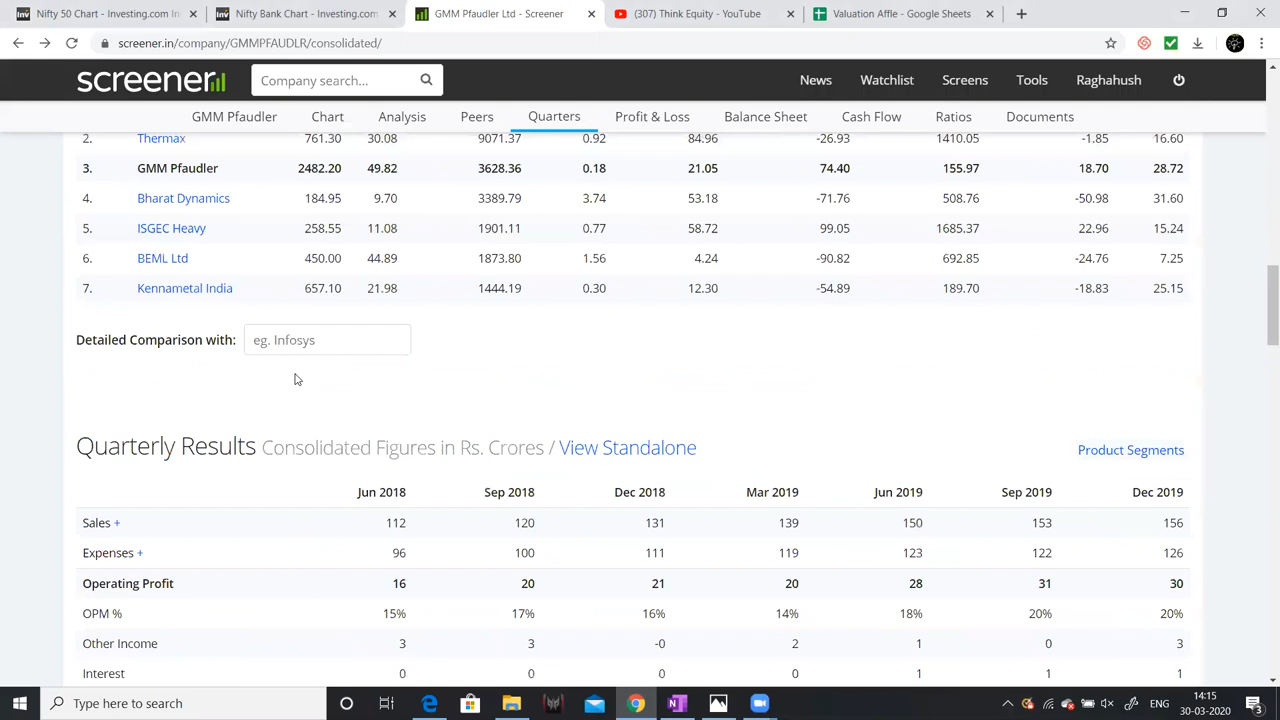 Nifty 50 Chart - Investing.com In
Nifty Bank Chart - Investing.com
GMM Pfaudler Ltd - Screener
(307) Think Equity - YouTube
Valuation Affle - Google Sheets
screener.in/company/GMMPFAUDLR/consolidated/
screener
Company search...
News Watchlist Screens Tools Raghahush
GMM Pfaudler Chart Analysis Peers Quarters Profit & Loss Balance Sheet Cash Flow Ratios Documents
2. Thermax 761.30 30.08 9071.37 0.92 84.96 -26.93 1410.05 -1.85 16.60
3. GMM Pfaudler 2482.20 49.82 3628.36 0.18 21.05 74.40 155.97 18.70 28.72
4. Bharat Dynamics 184.95 9.70 3389.79 3.74 53.18 -71.76 508.76 -50.98 31.60
5. ISGEC Heavy 258.55 11.08 1901.11 0.77 58.72 99.05 1685.37 22.96 15.24
6. BEML Ltd 450.00 44.89 1873.80 1.56 4.24 -90.82 692.85 -24.76 7.25
7. Kennametal India 657.10 21.98 1444.19 0.30 12.30 -54.89 189.70 -18.83 25.15
Detailed Comparison with: eg. Infosys
Quarterly Results Consolidated Figures in Rs. Crores / View Standalone
Product Segments
Jun 2018 Sep 2018 Dec 2018 Mar 2019 Jun 2019 Sep 2019 Dec 2019
Sales + 112 120 131 139 150 153 156
Expenses + 96 100 111 119 123 122 126
Operating Profit 16 20 21 20 28 31 30
OPM % 15% 17% 16% 14% 18% 20% 20%
Other Income 3 3 -0 2 1 0 3
Interest 0 0 0 0 1 1 1
Type here to search
ENG
14:15
30-03-2020
3